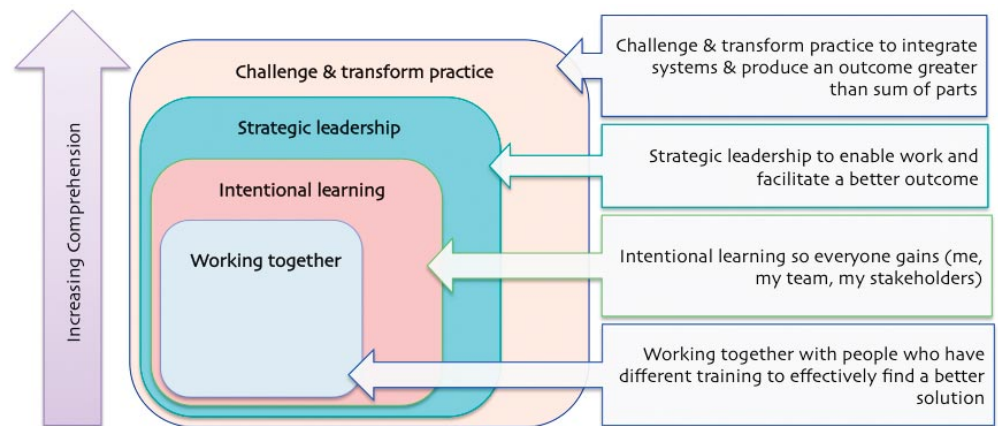 Increasing Comprehension
Challenge & transform practice
Strategic leadership
Intentional learning
Working together
Challenge & transform practice to integrate
systems & produce an outcome greater
than sum of parts
Strategic leadership to enable work and
facilitate a better outcome
Intentional learning so everyone gains (me,
my team, my stakeholders)
Working together with people who have
different training to effectively find a better
solution